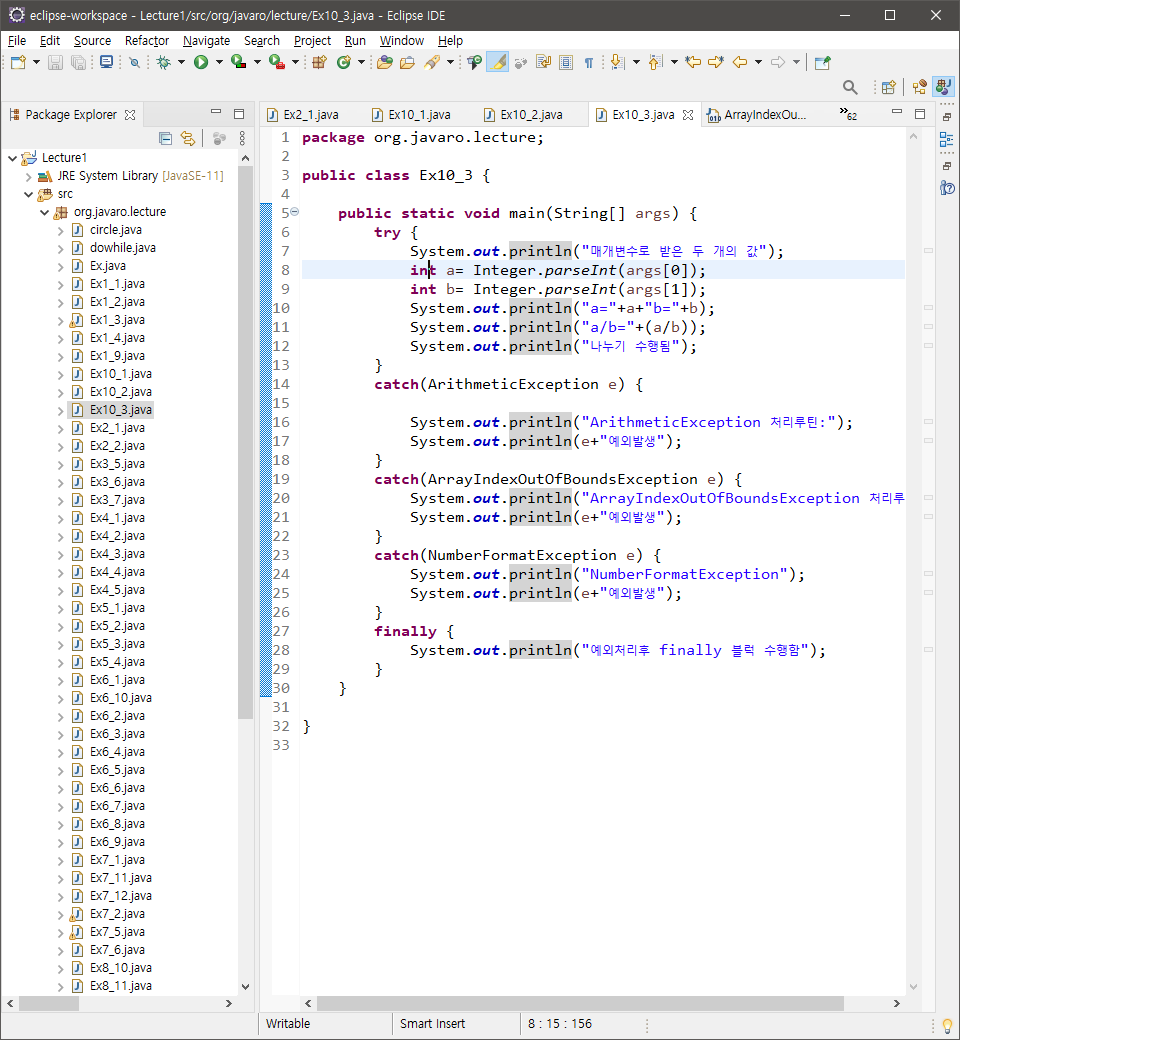 eclipse-workspace - Lecture1/src/org/javaro/lecture/Ex10_3.java - Eclipse IDE
File Edit Source Refactor Navigate Search Project Run Window Help
Package Explorer
Lecture1
JRE System Library [JavaSE-11]
src
org.javaro.lecture
circle.java
dowhile.java
Ex.java
Ex1_1.java
Ex1_2.java
Ex1_3.java
Ex1_4.java
Ex1_9.java
Ex10_1.java
Ex10_2.java
Ex10_3.java
Ex2_1.java
Ex2_2.java
Ex3_5.java
Ex3_6.java
Ex3_7.java
Ex4_1.java
Ex4_2.java
Ex4_3.java
Ex4_4.java
Ex4_5.java
Ex5_1.java
Ex5_2.java
Ex5_3.java
Ex5_4.java
Ex6_1.java
Ex6_10.java
Ex6_2.java
Ex6_3.java
Ex6_4.java
Ex6_5.java
Ex6_6.java
Ex6_7.java
Ex6_8.java
Ex6_9.java
Ex7_1.java
Ex7_11.java
Ex7_12.java
Ex7_2.java
Ex7_5.java
Ex7_6.java
Ex8_10.java
Ex8_11.java
Ex2_1.java Ex10_1.java Ex10_2.java Ex10_3.java ArrayIndexOu... »62
1 package org.javaro.lecture;
2
3 public class Ex10_3 {
4
5 public static void main(String[] args) {
6 try {
7 System.out.println("매개변수로 받은 두 개의 값");
8 int a= Integer.parseInt(args[0]);
9 int b= Integer.parseInt(args[1]);
10 System.out.println("a="+a+"b="+b);
11 System.out.println("a/b="+(a/b));
12 System.out.println("나누기 수행됨");
13 }
14 catch(ArithmeticException e) {
15
16 System.out.println("ArithmeticException 처리루틴:");
17 System.out.println(e+"예외발생");
18 }
19 catch(ArrayIndexOutOfBoundsException e) {
20 System.out.println("ArrayIndexOutOfBoundsException 처리루
21 System.out.println(e+"예외발생");
22 }
23 catch(NumberFormatException e) {
24 System.out.println("NumberFormatException");
25 System.out.println(e+"예외발생");
26 }
27 finally {
28 System.out.println("예외처리후 finally 블럭 수행함");
29 }
30 }
31
32 }
33
Writable Smart Insert 8 : 15 : 156